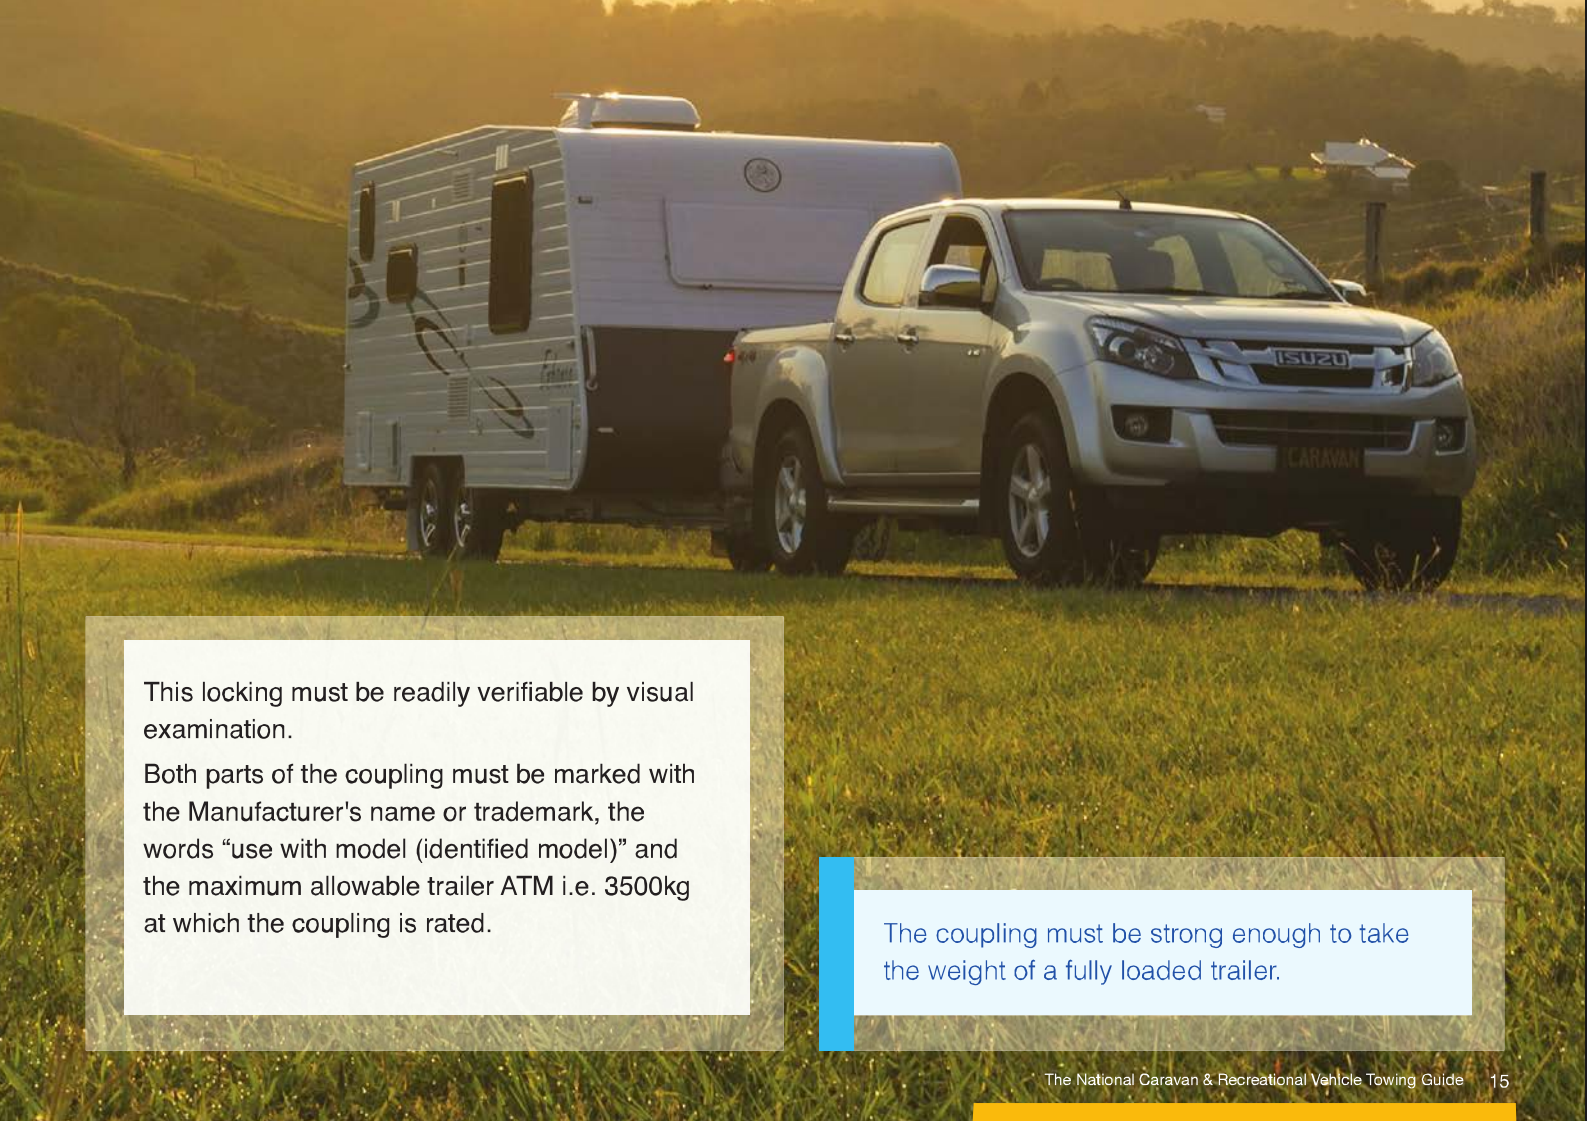 ISUZU
CARAVAN
This locking must be readily verifiable by visual
examination.
Both parts of the coupling must be marked with
the Manufacturer's name or trademark, the
words “use with model (identified model)” and
the maximum allowable trailer ATM i.e. 3500kg
at which the coupling is rated.
The coupling must be strong enough to take
the weight of a fully loaded trailer.
The National Caravan & Recreational Vehicle Towing Guide 15